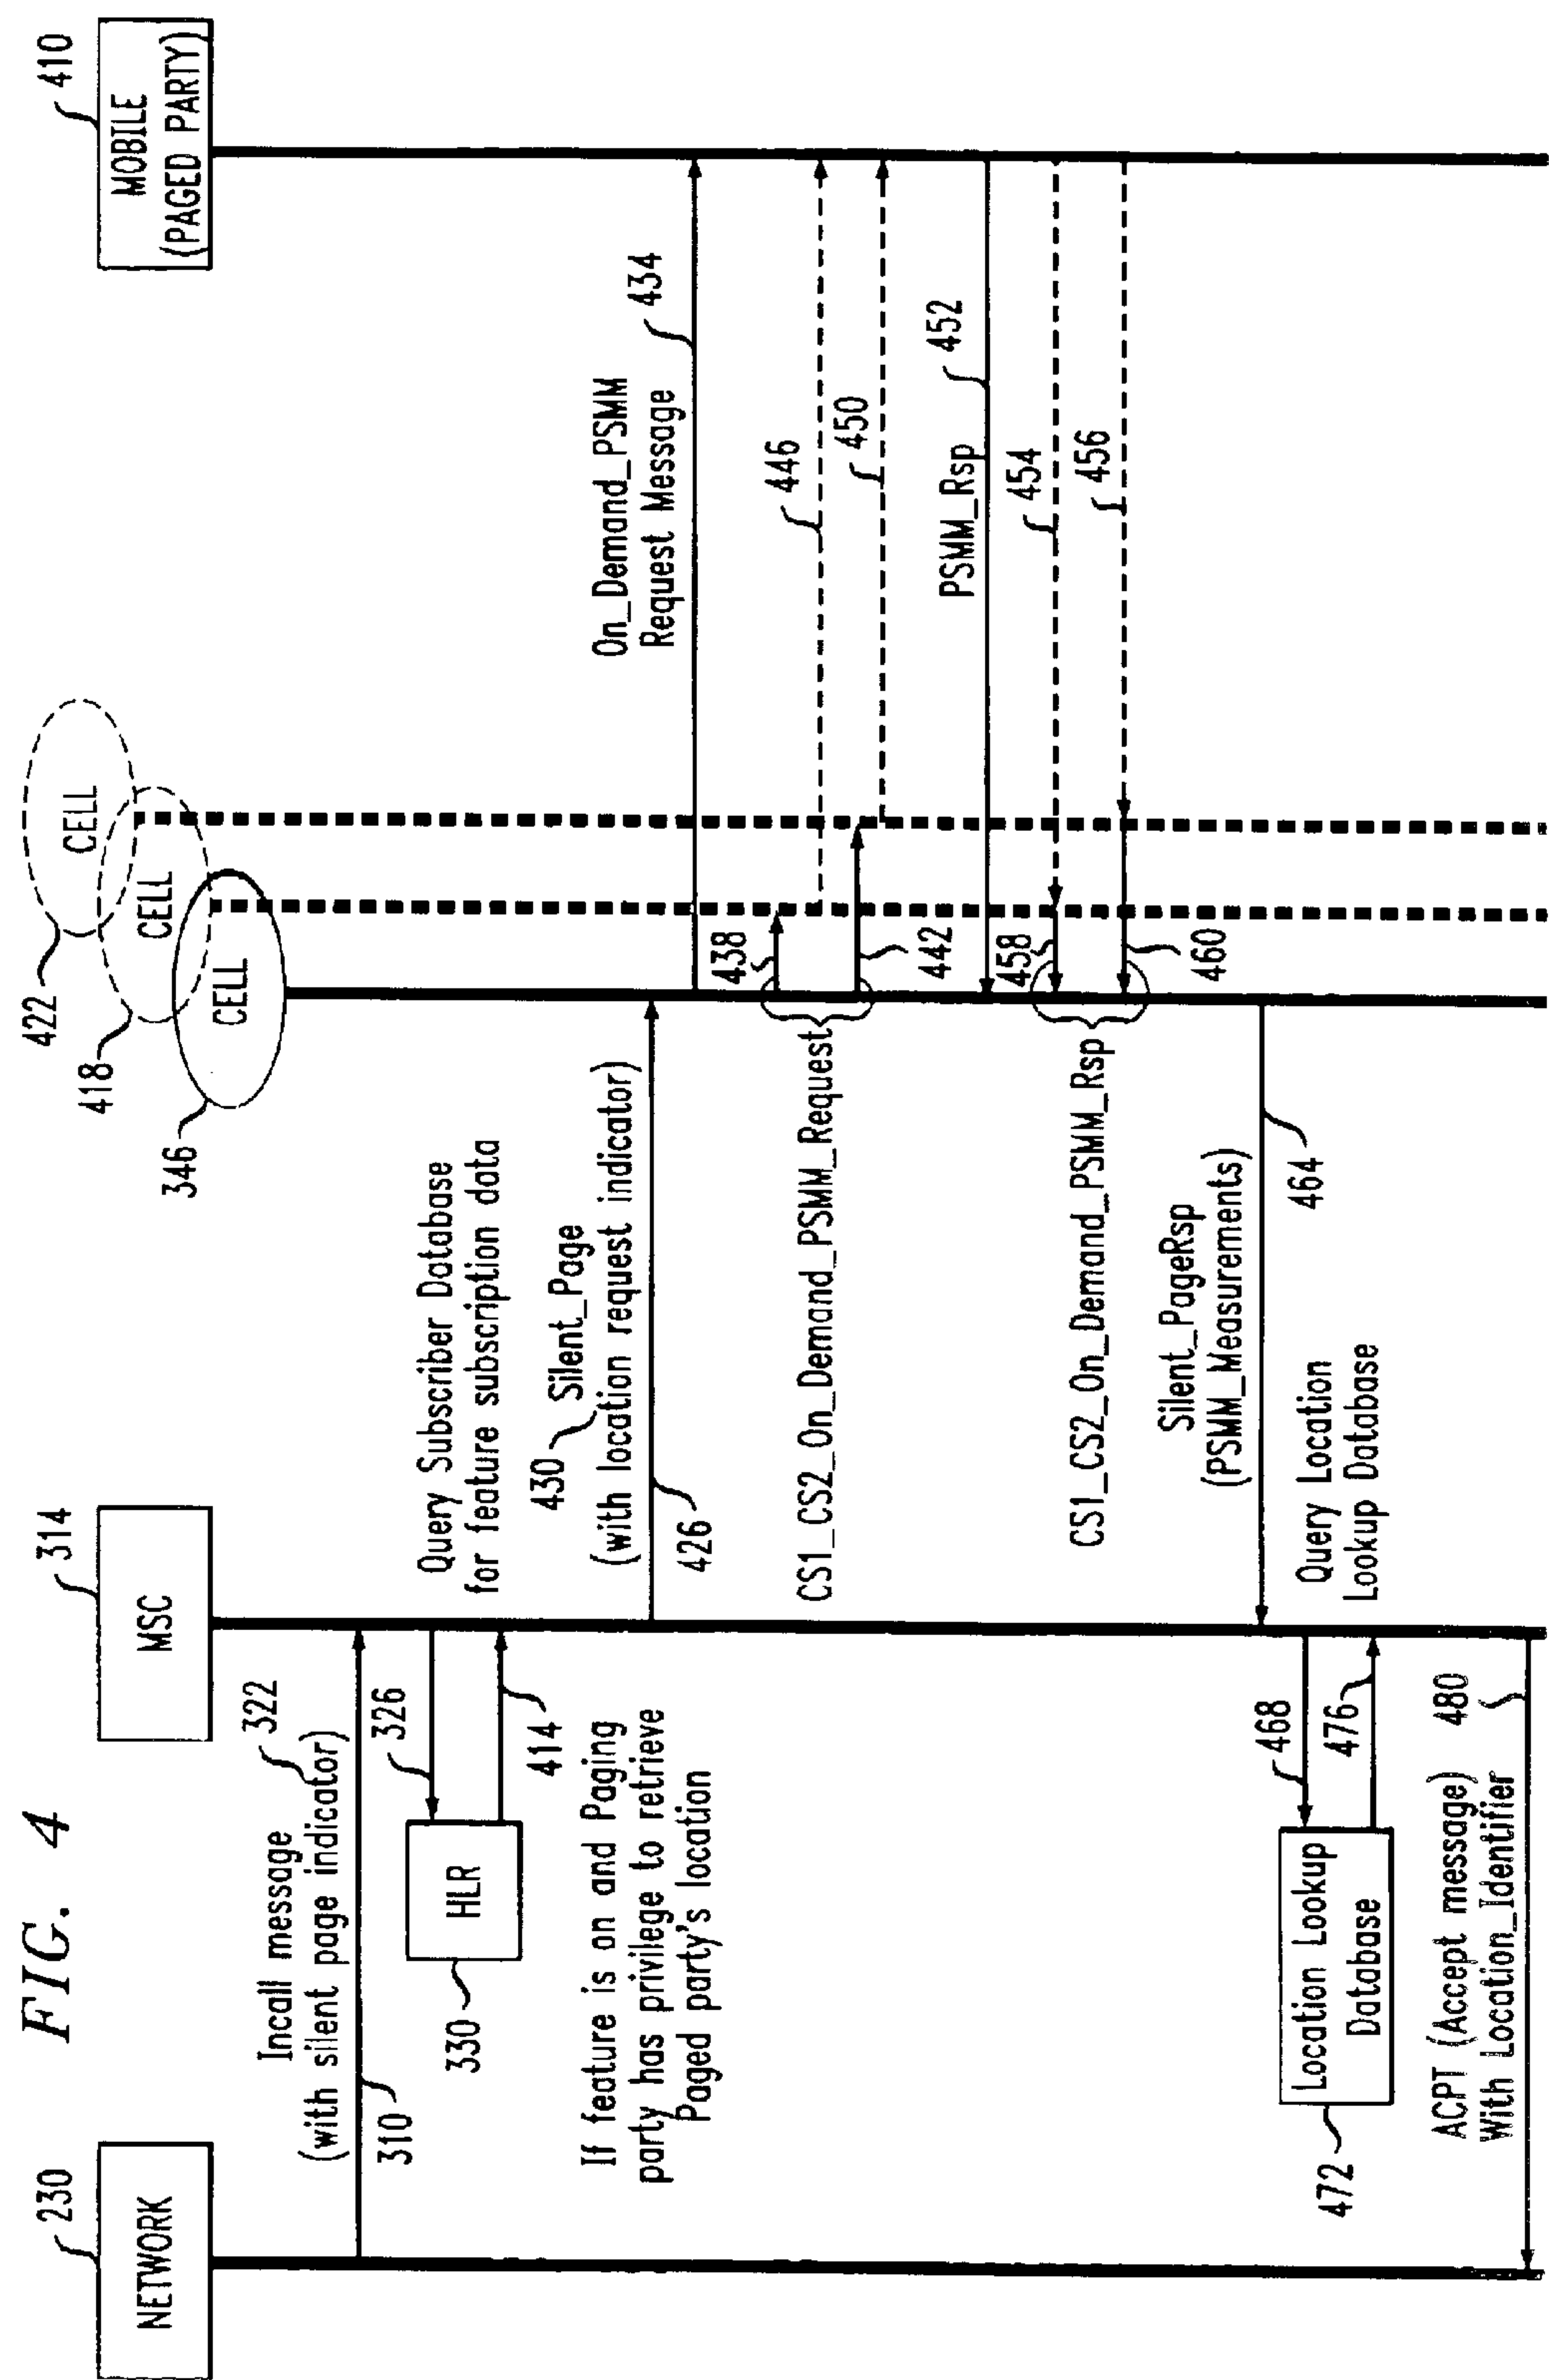 FIG. 4
NETWORK
230
MSC
314
346
418
422
CELL
CELL
CELL
MOBILE
(PAGED PARTY)
410
Incall message
(with silent page indicator)
322
310
326
HLR
330
414
Query Subscriber Database
for feature subscription data
If feature is on and Paging
party has privilege to retrieve
Paged party's location
430
Silent_Page
(with location request indicator)
426
On_Demand_PSMM
Request Message
434
438
442
CS1_CS2_On_Demand_PSMM_Request
446
450
PSMM_Rsp
452
454
456
458
460
CS1_CS2_On_Demand_PSMM_Rsp
Silent_PageRsp
(PSMM_Measurements)
464
Query Location
Lookup Database
468
476
Location Lookup
Database
472
ACPT (Accept message)
With Location_Identifier
480